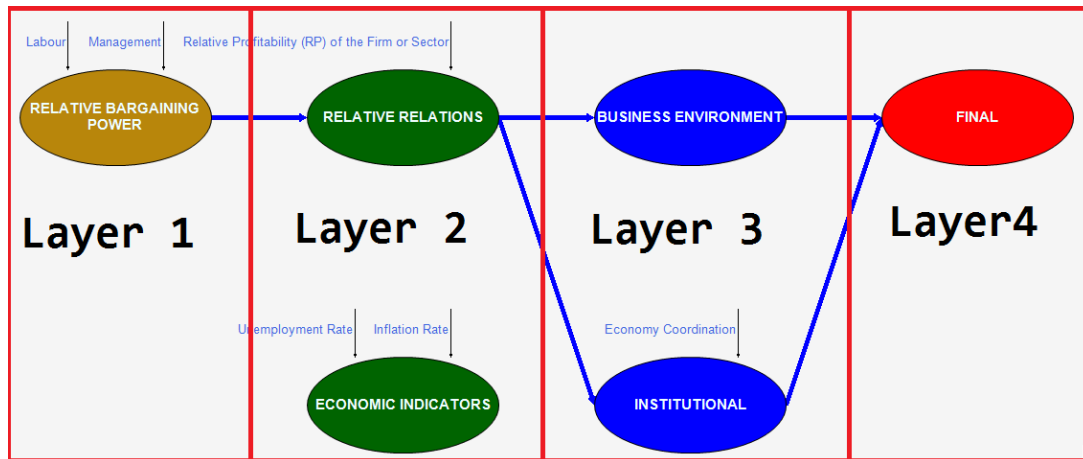 Labour
Management
Relative Profitability (RP) of the Firm or Sector
RELATIVE BARGAINING
POWER
RELATIVE RELATIONS
BUSINESS ENVIRONMENT
FINAL
Layer 1
Layer 2
Layer 3
Layer4
Unemployment Rate
Inflation Rate
Economy Coordination
ECONOMIC INDICATORS
INSTITUTIONAL